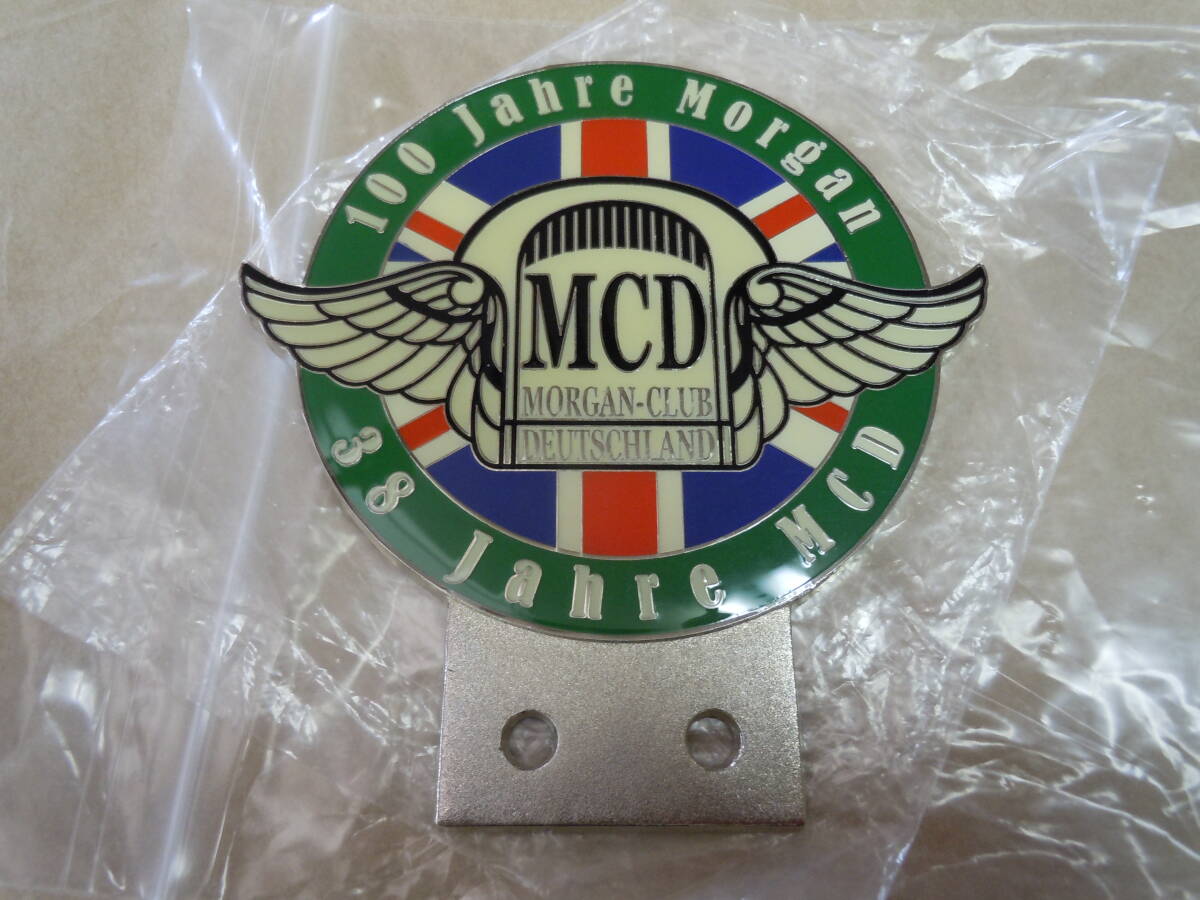 100 Jahre Morgan
MCD
MORGAN-CLUB
DEUTSCHLAND
38 Jahre MCD